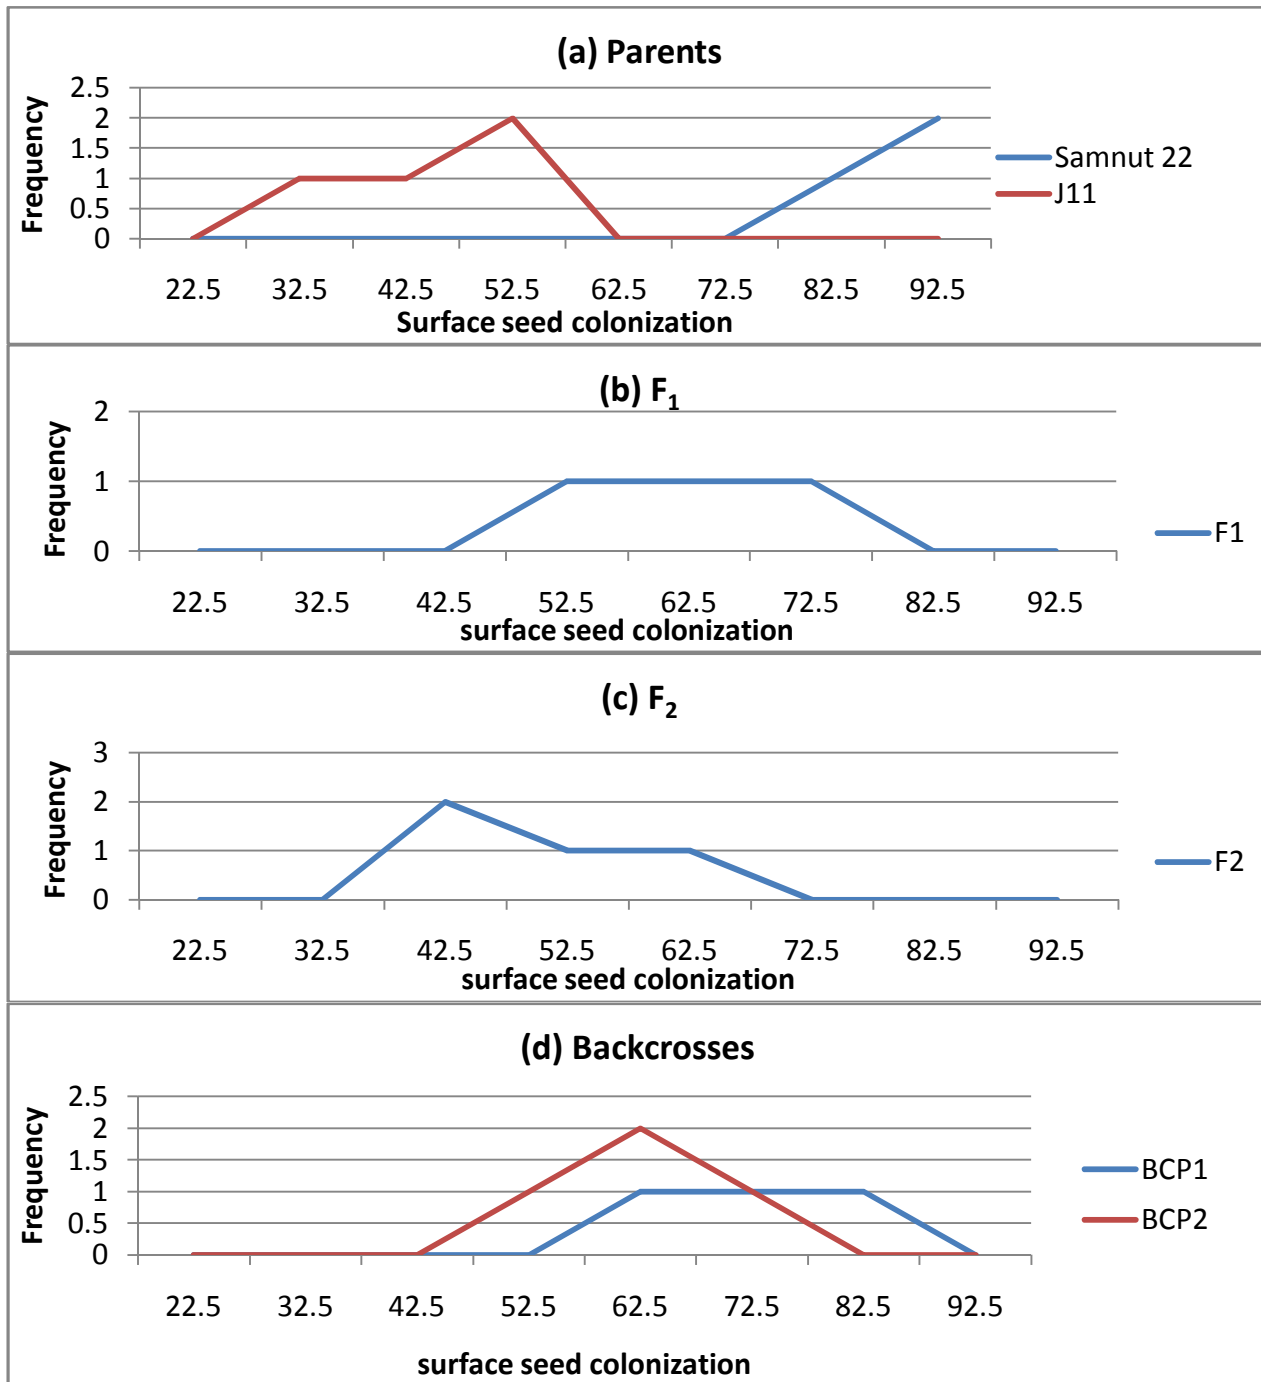 (a) Parents
Frequency
2.5
2
1.5
1
0.5
0
22.5 32.5 42.5 52.5 62.5 72.5 82.5 92.5
Surface seed colonization
Samnut 22
J11
(b) F1
Frequency
2
1
0
22.5 32.5 42.5 52.5 62.5 72.5 82.5 92.5
surface seed colonization
F1
(c) F2
Frequency
3
2
1
0
22.5 32.5 42.5 52.5 62.5 72.5 82.5 92.5
surface seed colonization
F2
(d) Backcrosses
Frequency
2.5
2
1.5
1
0.5
0
22.5 32.5 42.5 52.5 62.5 72.5 82.5 92.5
surface seed colonization
BCP1
BCP2